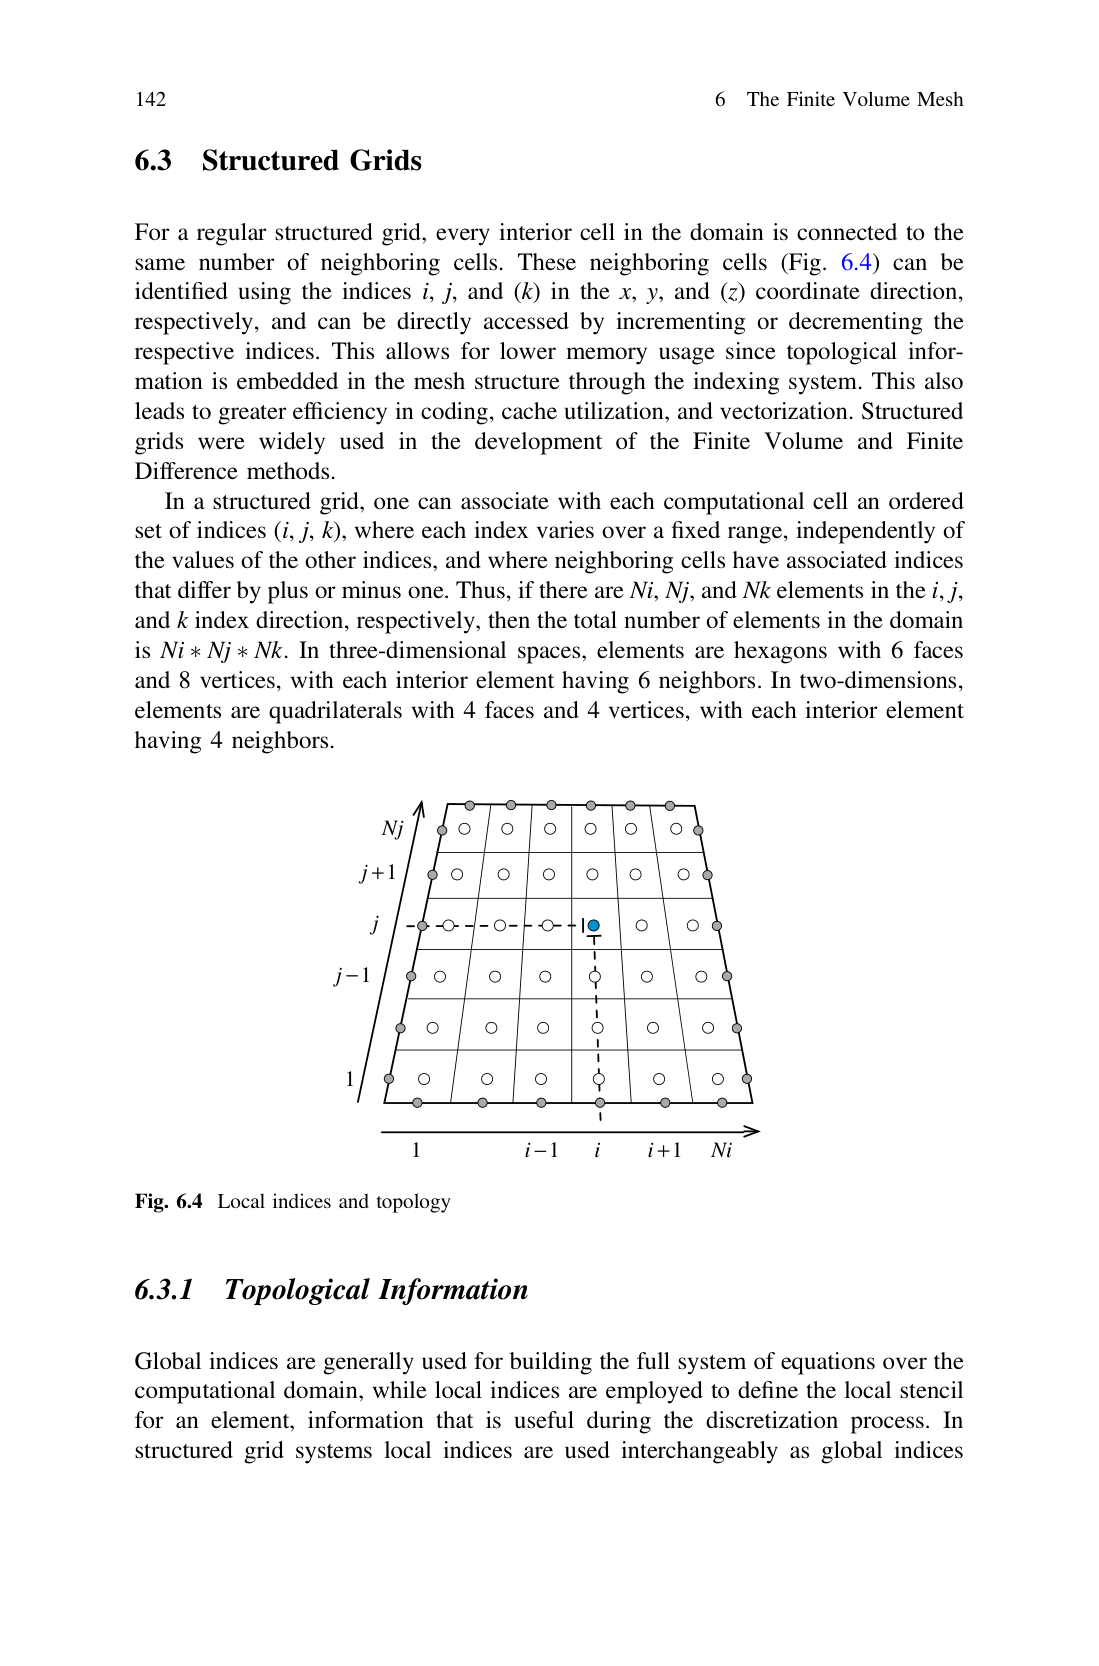 142
6 The Finite Volume Mesh
6.3 Structured Grids
For a regular structured grid, every interior cell in the domain is connected to the
same number of neighboring cells. These neighboring cells (Fig. 6.4) can be
identified using the indices i, j, and (k) in the x, y, and (z) coordinate direction,
respectively, and can be directly accessed by incrementing or decrementing the
respective indices. This allows for lower memory usage since topological infor-
mation is embedded in the mesh structure through the indexing system. This also
leads to greater efficiency in coding, cache utilization, and vectorization. Structured
grids were widely used in the development of the Finite Volume and Finite
Difference methods.
In a structured grid, one can associate with each computational cell an ordered
set of indices (i, j, k), where each index varies over a fixed range, independently of
the values of the other indices, and where neighboring cells have associated indices
that differ by plus or minus one. Thus, if there are Ni, Nj, and Nk elements in the i, j,
and k index direction, respectively, then the total number of elements in the domain
is Ni ∗ Nj ∗ Nk. In three-dimensional spaces, elements are hexagons with 6 faces
and 8 vertices, with each interior element having 6 neighbors. In two-dimensions,
elements are quadrilaterals with 4 faces and 4 vertices, with each interior element
having 4 neighbors.
Nj
j+1
j
j−1
1
1 i−1 i i+1 Ni
Fig. 6.4 Local indices and topology
6.3.1 Topological Information
Global indices are generally used for building the full system of equations over the
computational domain, while local indices are employed to define the local stencil
for an element, information that is useful during the discretization process. In
structured grid systems local indices are used interchangeably as global indices